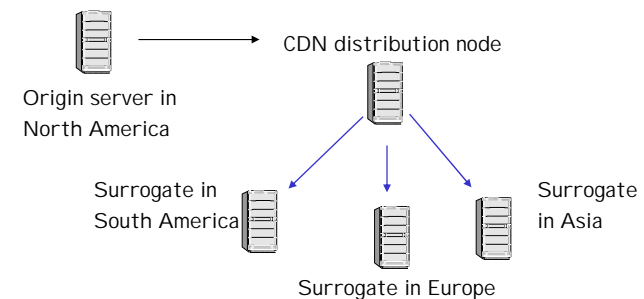 CDN distribution node
Origin server in
North America
Surrogate in
South America
Surrogate
in Asia
Surrogate in Europe